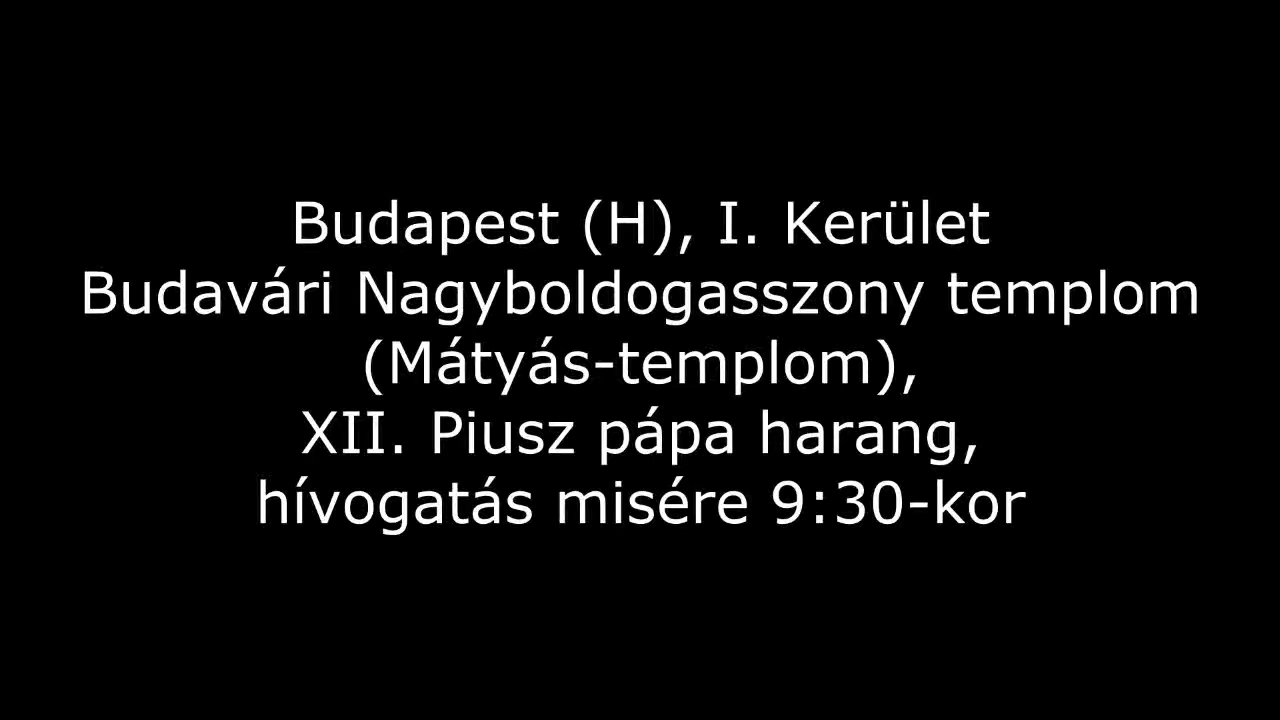 Budapest (H), I. Kerület
Budavári Nagyboldogasszony templom
(Mátyás-templom),
XII. Piusz pápa harang,
hívogatás misére 9:30-kor